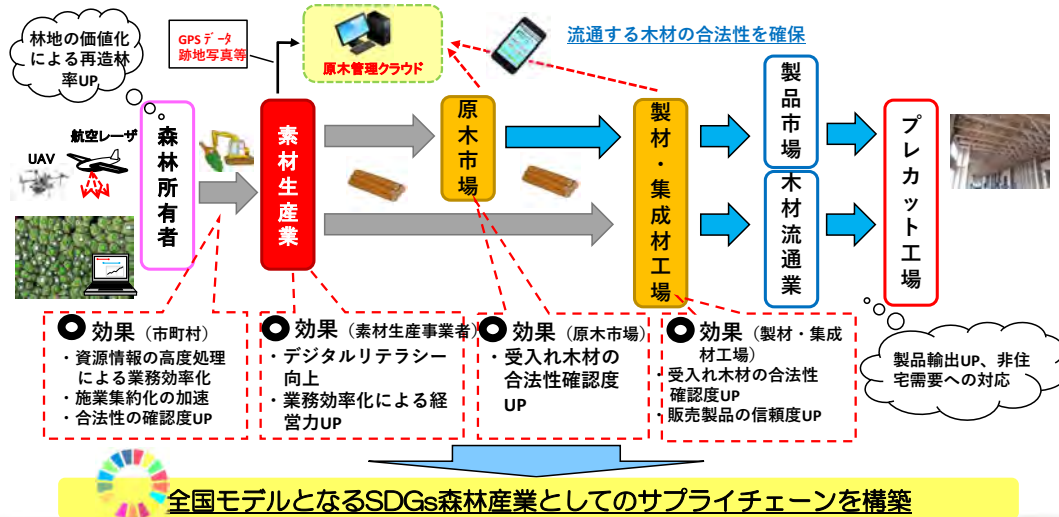 林地の価値化
による再造林
率UP
GPSデータ
跡地写真等
原木管理クラウド
流通する木材の合法性を確保
航空レーザ
UAV
森林所有者
素材生産業
原木市場
製材・集成材工場
製品市場
木材流通業
プレカット工場
効果（市町村）
・資源情報の高度処理
による業務効率化
・施業集約化の加速
・合法性の確認度UP
効果（素材生産事業者）
・デジタルリテラシー
向上
・業務効率化による経
営力UP
効果（原木市場）
・受入れ木材の
合法性確認度
UP
効果（製材・集成
材工場）
・受入れ木材の合法性
確認度UP
・販売製品の信頼度UP
製品輸出UP、非住
宅需要への対応
全国モデルとなるSDGs森林産業としてのサプライチェーンを構築